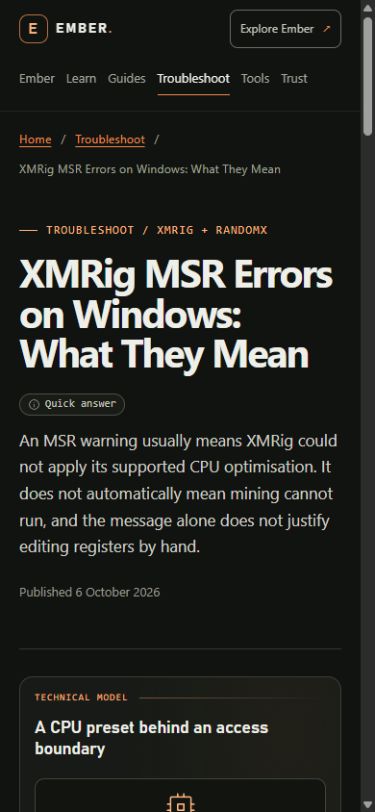 E EMBER.
Explore Ember ↗
Ember Learn Guides Troubleshoot Tools Trust
Home / Troubleshoot /
XMRig MSR Errors on Windows: What They Mean
TROUBLESHOOT / XMRIG + RANDOMX
XMRig MSR Errors
on Windows:
What They Mean
Quick answer
An MSR warning usually means XMRig could
not apply its supported CPU optimisation. It
does not automatically mean mining cannot
run, and the message alone does not justify
editing registers by hand.
Published 6 October 2026
TECHNICAL MODEL
A CPU preset behind an access
boundary